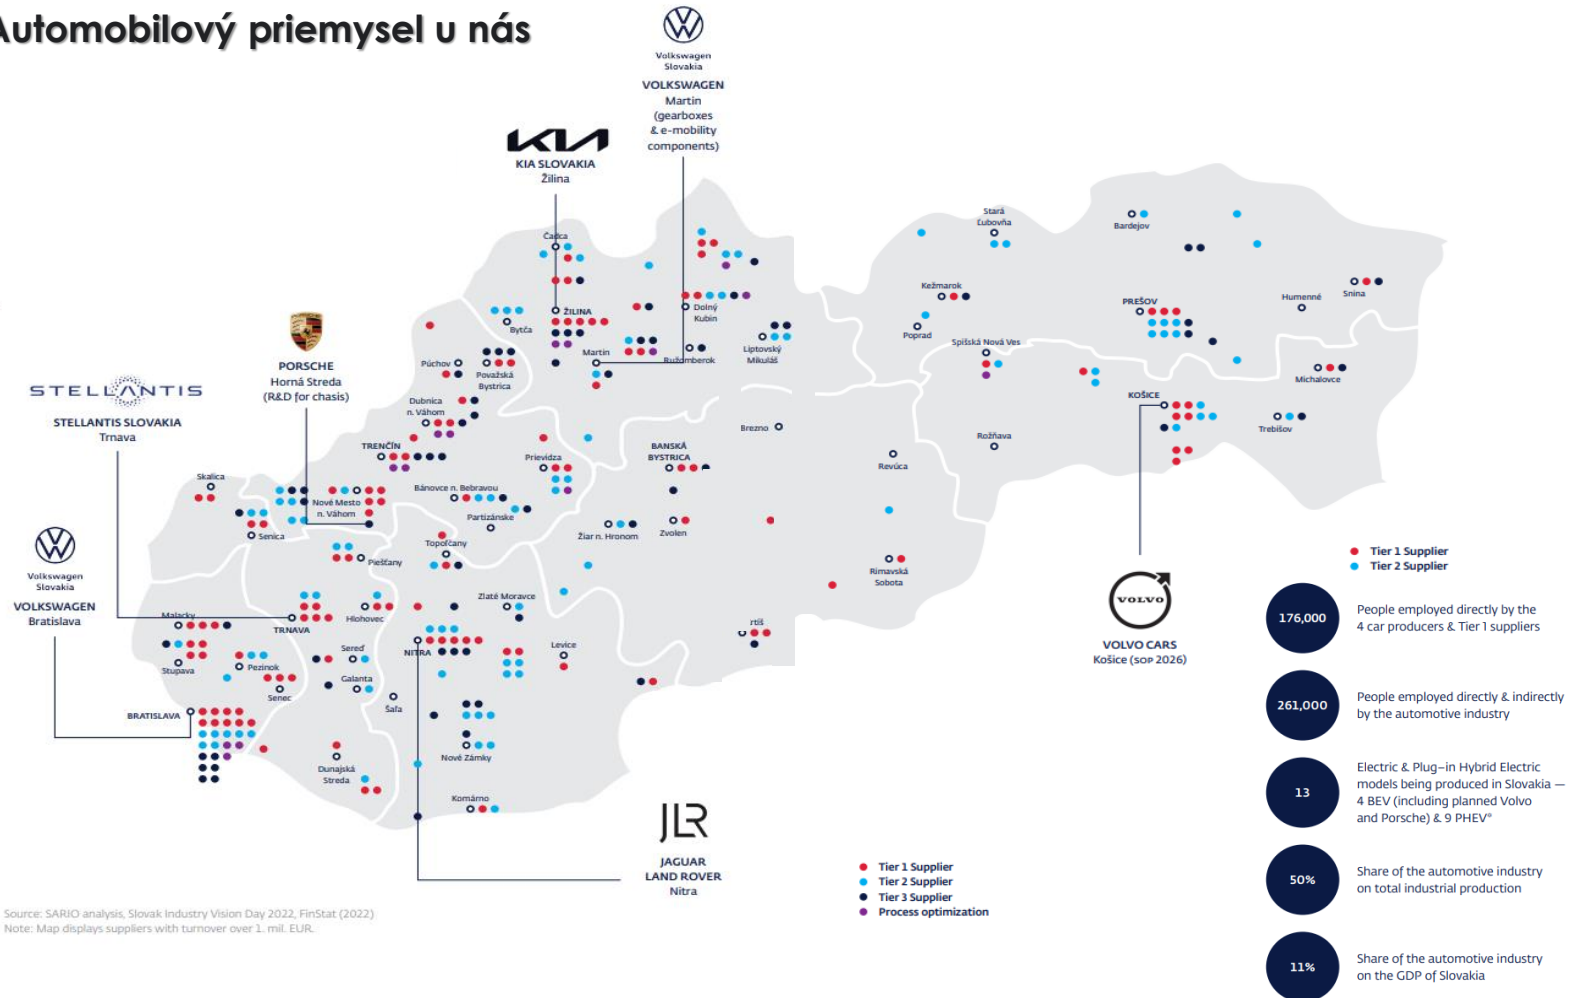 Automobilový priemysel u nás
Volkswagen
Slovakia
VOLKSWAGEN
Martin
(gearboxes
& e-mobility
components)
KIA
KIA SLOVAKIA
Žilina
PORSCHE
Horná Streda
(R&D for chasis)
STELLANTIS
STELLANTIS SLOVAKIA
Trnava
Volkswagen
Slovakia
VOLKSWAGEN
Bratislava
Čadca
Bytča
ŽILINA
Dolný
Kubín
Martin
Ružomberok
Liptovský
Mikuláš
Púchov
Považská
Bystrica
Dubnica
n. Váhom
TRENČÍN
Prievidza
BANSKÁ
BYSTRICA
Brezno
Skalica
Nové Mesto
n. Váhom
Bánovce n. Bebravou
Partizánske
Senica
Žiar n. Hronom
Zvolen
Topoľčany
Piešťany
Zlaté Moravce
Malacky
TRNAVA
Hlohovec
NITRA
Levice
rtíš
Stupava
Pezinok
Sereď
Senec
Galanta
Šaľa
BRATISLAVA
Dunajská
Streda
Nové Zámky
Komárno
Stará
Ľubovňa
Bardejov
Kežmarok
Poprad
Spišská Nová Ves
PREŠOV
Humenné
Snina
Michalovce
KOŠICE
Trebišov
Rožňava
Revúca
Rimavská
Sobota
VOLVO
VOLVO CARS
Košice (SOP 2026)
JLR
JAGUAR
LAND ROVER
Nitra
Tier 1 Supplier
Tier 2 Supplier
Tier 3 Supplier
Process optimization
Tier 1 Supplier
Tier 2 Supplier
176,000
People employed directly by the
4 car producers & Tier 1 suppliers
261,000
People employed directly & indirectly
by the automotive industry
13
Electric & Plug–in Hybrid Electric
models being produced in Slovakia —
4 BEV (including planned Volvo
and Porsche) & 9 PHEV*
50%
Share of the automotive industry
on total industrial production
11%
Share of the automotive industry
on the GDP of Slovakia
Source: SARIO analysis, Slovak Industry Vision Day 2022, FinStat (2022)
Note: Map displays suppliers with turnover over 1. mil. EUR.